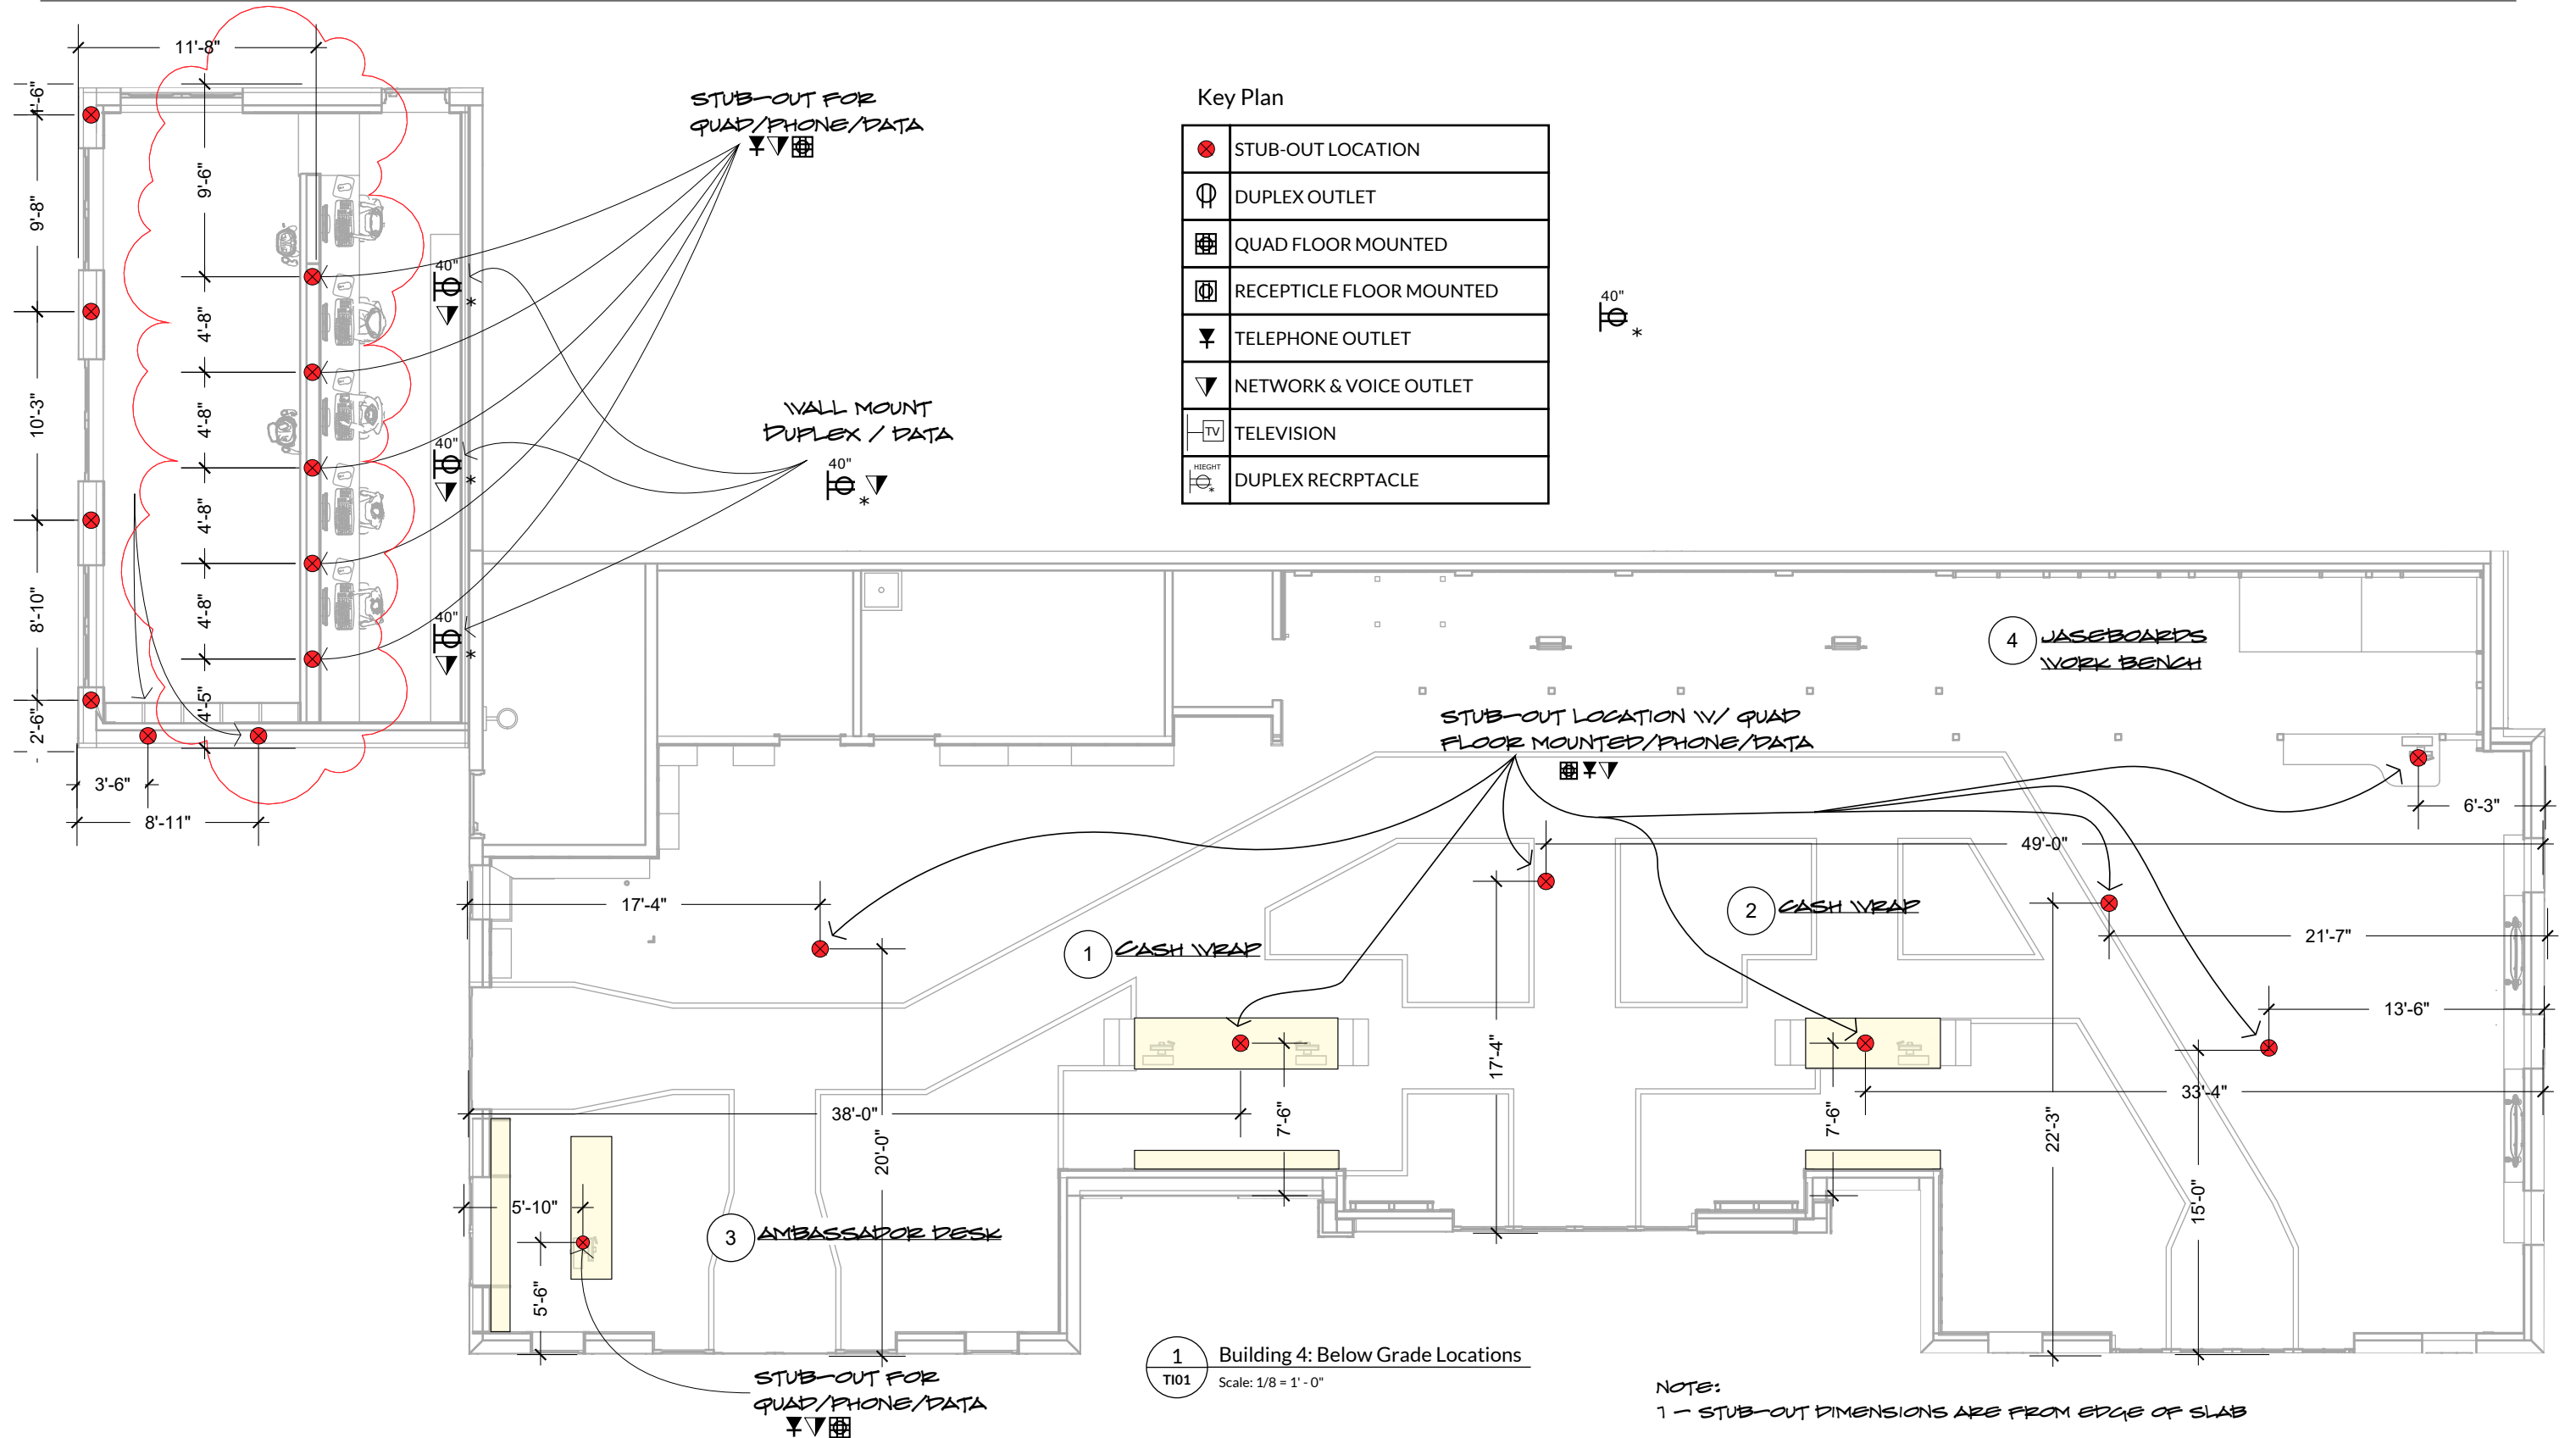 11'-8"
1'-6"
9'-8"
10'-3"
8'-10"
2'-6"
9'-6"
4'-8"
4'-8"
4'-8"
4'-8"
4'-5"
3'-6"
8'-11"
STUB-OUT FOR
QUAD/PHONE/DATA
40"
*
40"
*
40"
*
WALL MOUNT
DUPLEX / DATA
40"
*
Key Plan
STUB-OUT LOCATION
DUPLEX OUTLET
QUAD FLOOR MOUNTED
RECEPTICLE FLOOR MOUNTED
TELEPHONE OUTLET
NETWORK & VOICE OUTLET
TV TELEVISION
HIEGHT * DUPLEX RECRPTACLE
40"
*
4 JASEBOARDS
WORK BENCH
STUB-OUT LOCATION W/ QUAD
FLOOR MOUNTED/PHONE/DATA
6'-3"
49'-0"
17'-4"
2 CASH WRAP
21'-7"
1 CASH WRAP
13'-6"
17'-4"
33'-4"
38'-0"
20'-0"
7'-6"
7'-6"
22'-3"
15'-0"
5'-10"
5'-6"
3 AMBASSADOR DESK
STUB-OUT FOR
QUAD/PHONE/DATA
1
TI01
Building 4: Below Grade Locations
Scale: 1/8 = 1' - 0"
NOTE:
1 - STUB-OUT DIMENSIONS ARE FROM EDGE OF SLAB